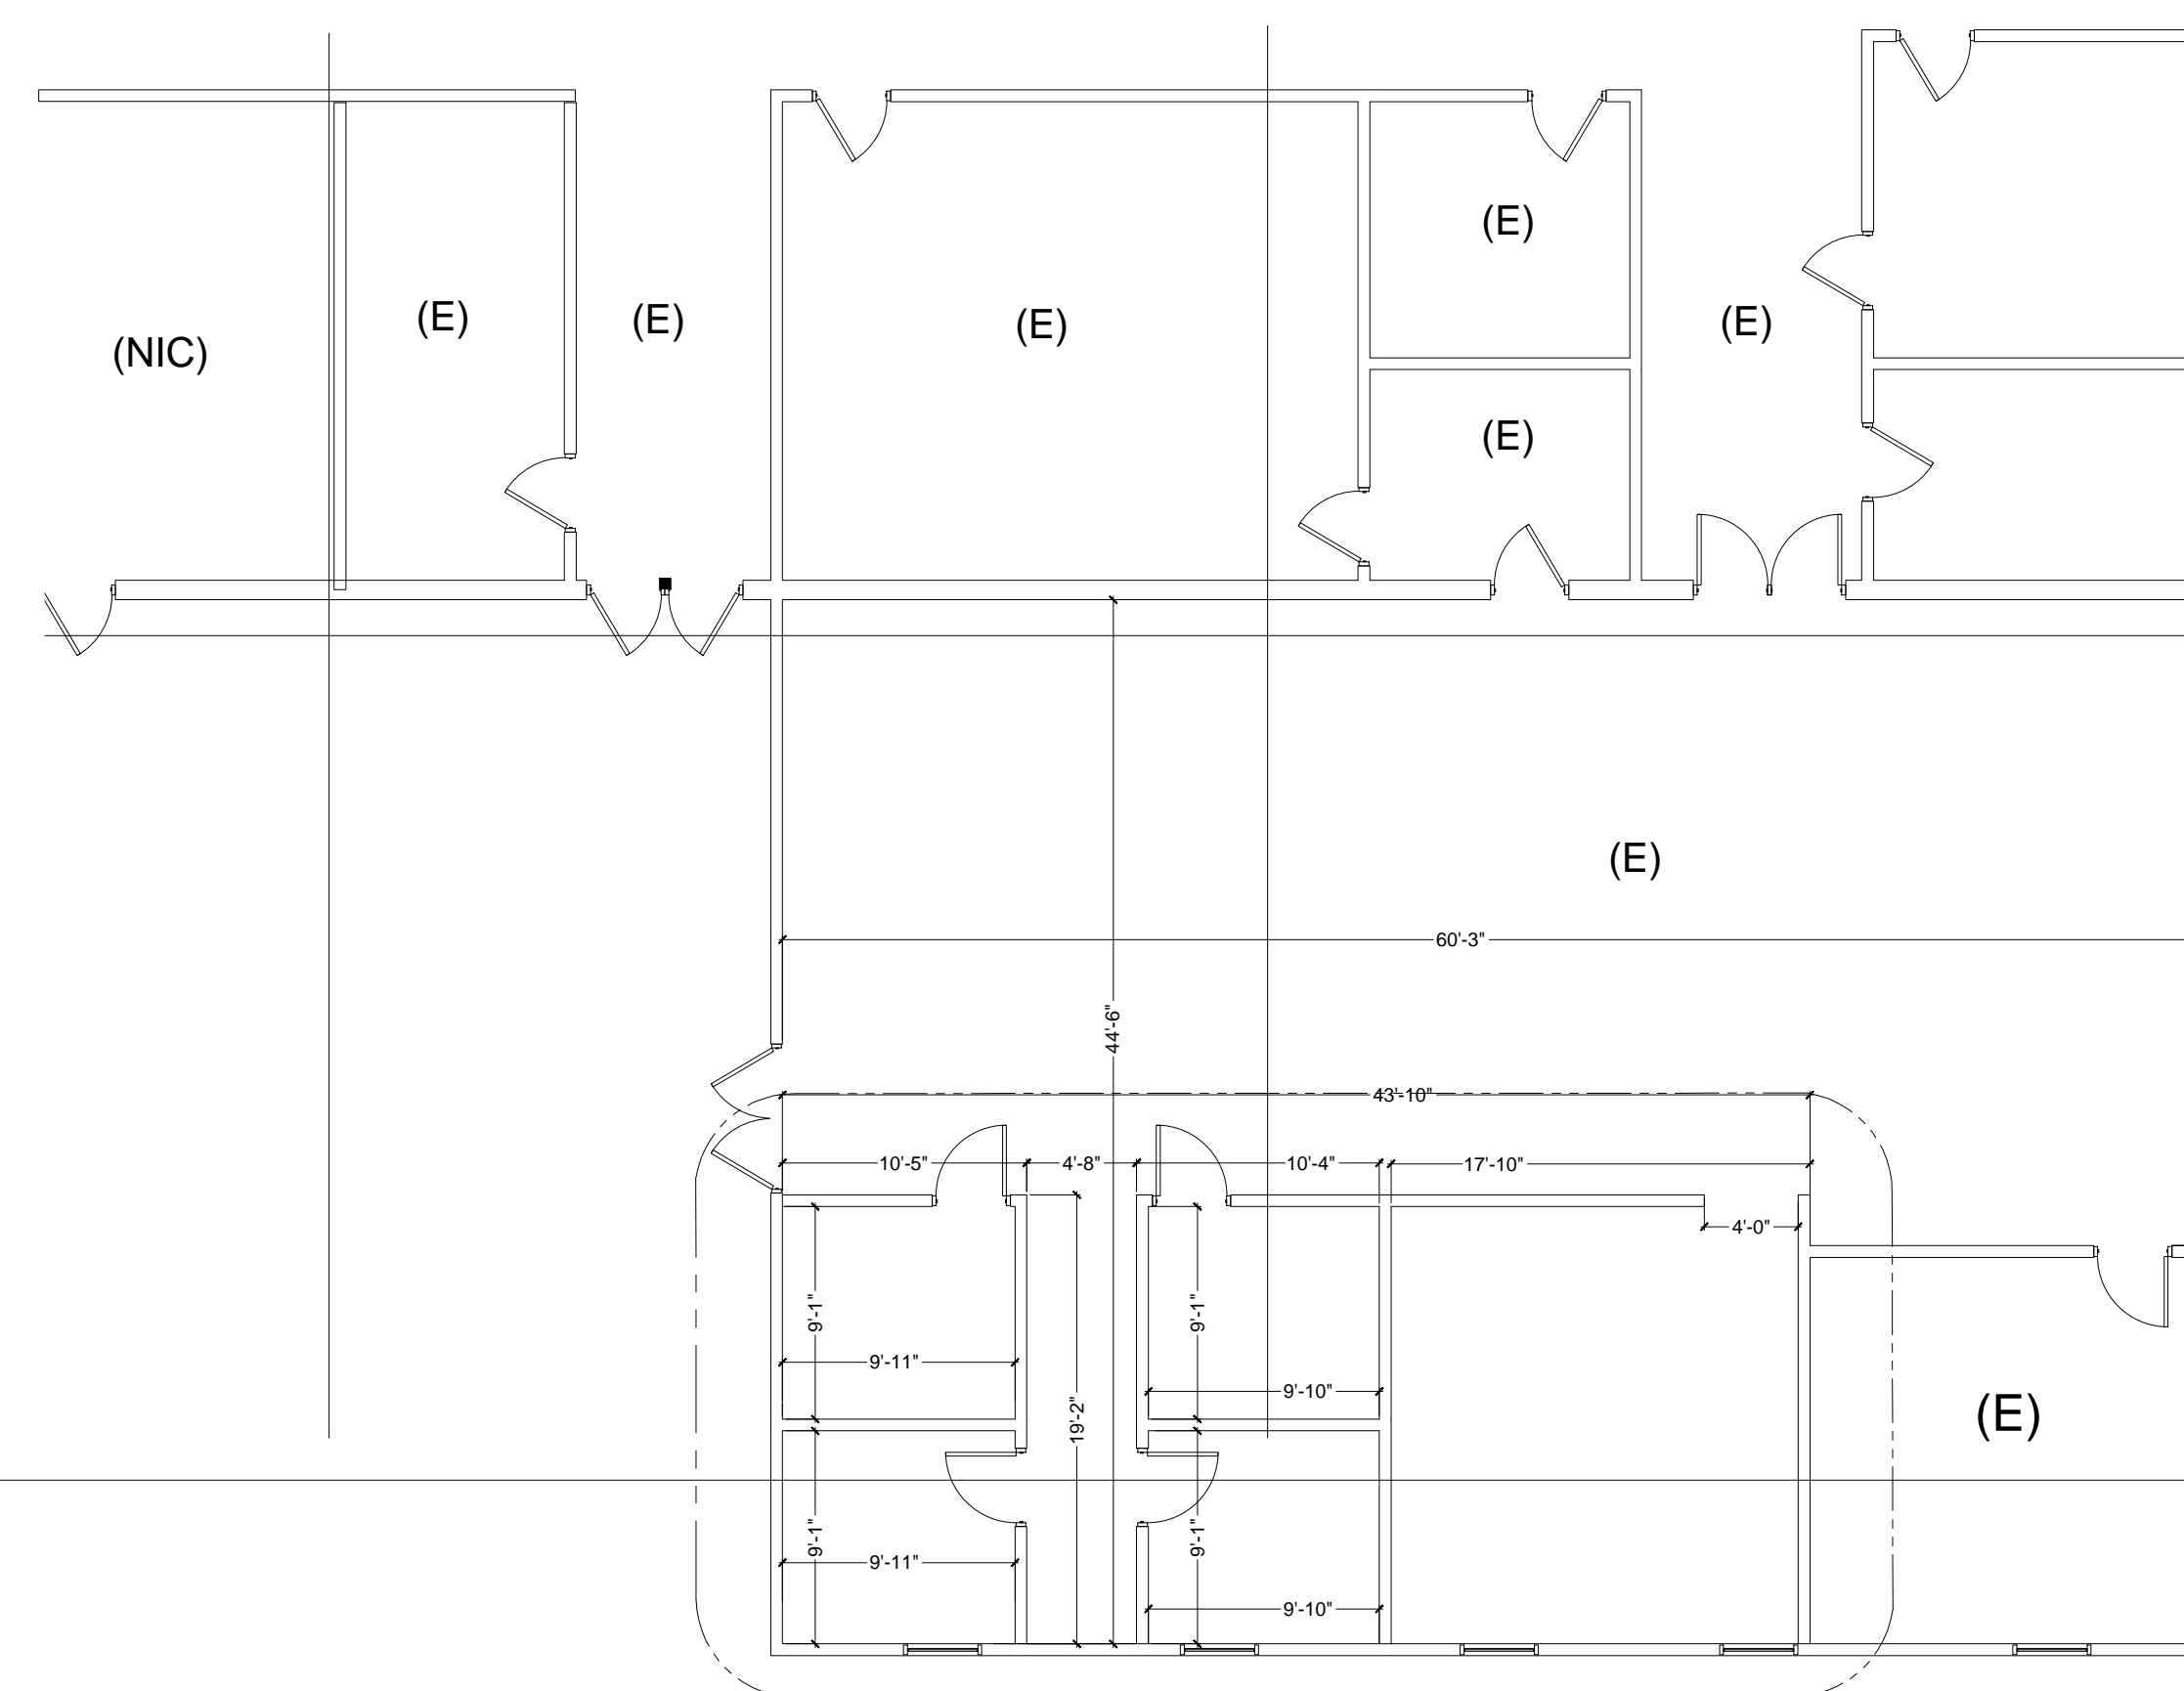 (E)
(E)
(E)
(E)
(E)
(NIC)
(E)
(E)
60'-3"
44'-6"
43'-10"
10'-5"
4'-8"
10'-4"
17'-10"
4'-0"
9'-1"
9'-1"
9'-11"
9'-10"
19'-2"
(E)
9'-1"
9'-1"
9'-11"
9'-10"